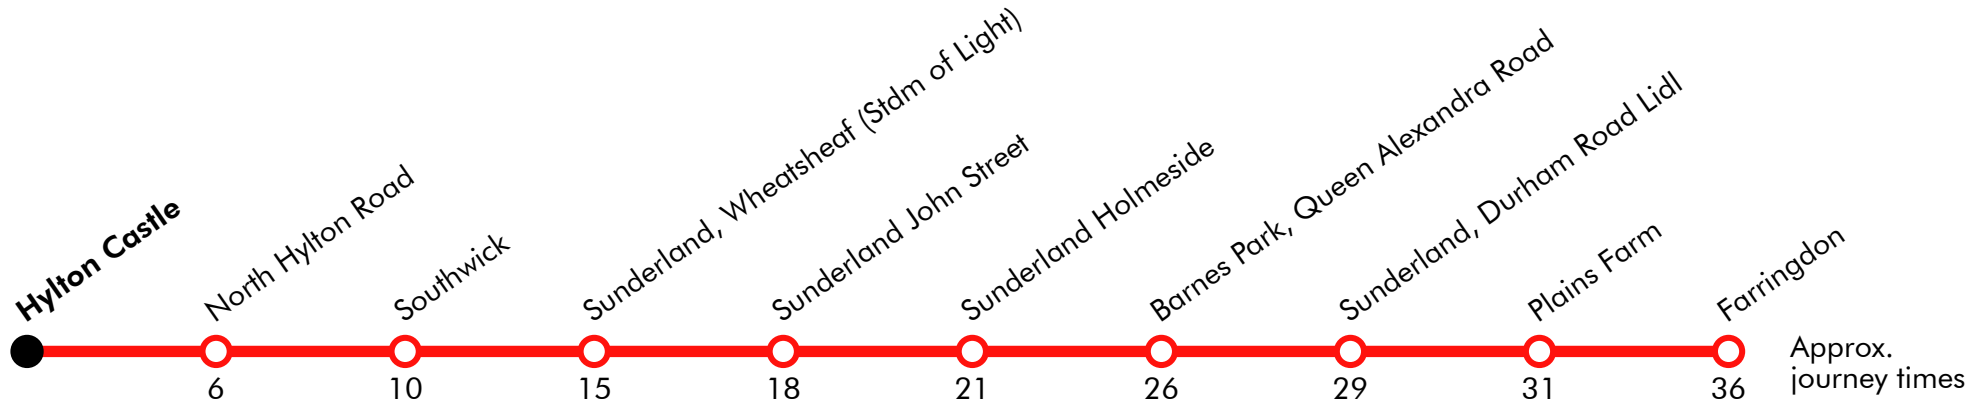 Hylton Castle
North Hylton Road
Southwick
Sunderland, Wheatsheaf (Stdm of Light)
Sunderland John Street
Sunderland Holmeside
Barnes Park, Queen Alexandra Road
Sunderland, Durham Road Lidl
Plains Farm
Farringdon
6 10 15 18 21 26 29 31 36
Approx.
journey times